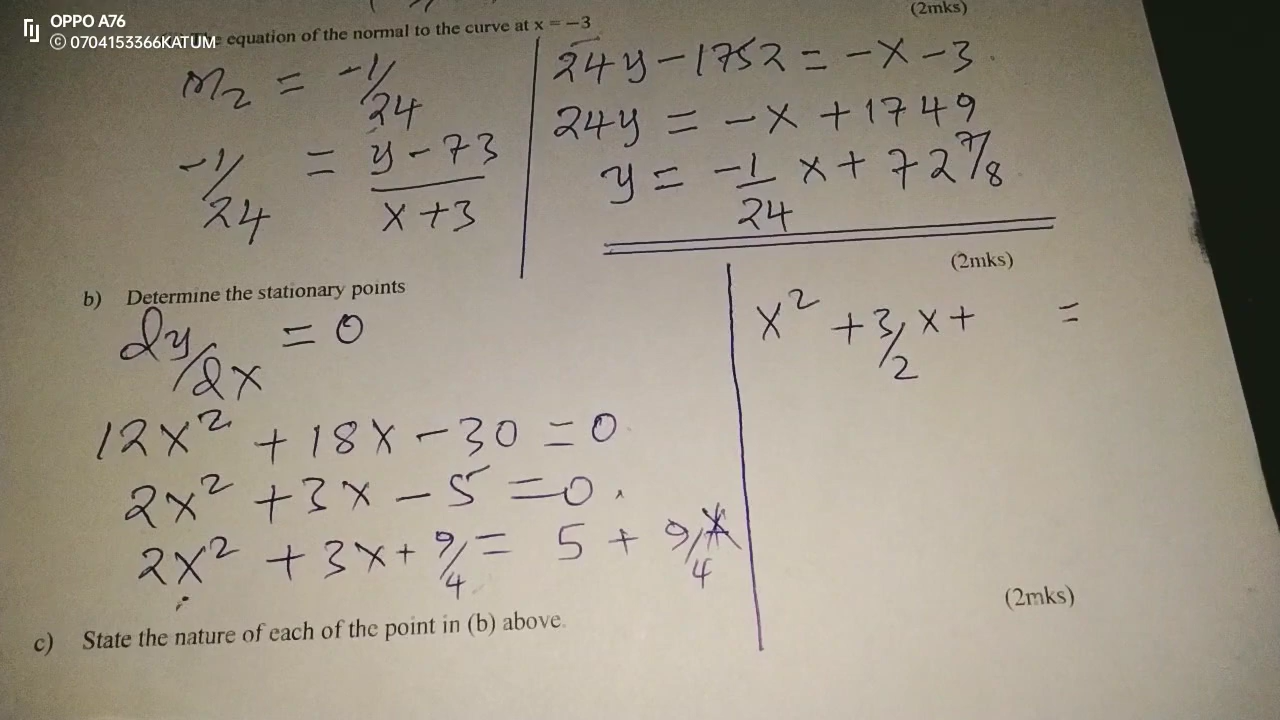 OPPO A76
© 0704153366KATUM
(2mks)
equation of the normal to the curve at x = −3
m₂ = -1/24
-1/24 = (y - 73)/(x + 3)
24y - 1752 = -x - 3
24y = -x + 1749
y = -1/24 x + 72 7/8
(2mks)
b) Determine the stationary points
dy/dx = 0
12x² + 18x - 30 = 0
2x² + 3x - 5 = 0
2x² + 3x + 9/4 = 5 + 9/4
x² + 3/2 x + =
(2mks)
c) State the nature of each of the point in (b) above.